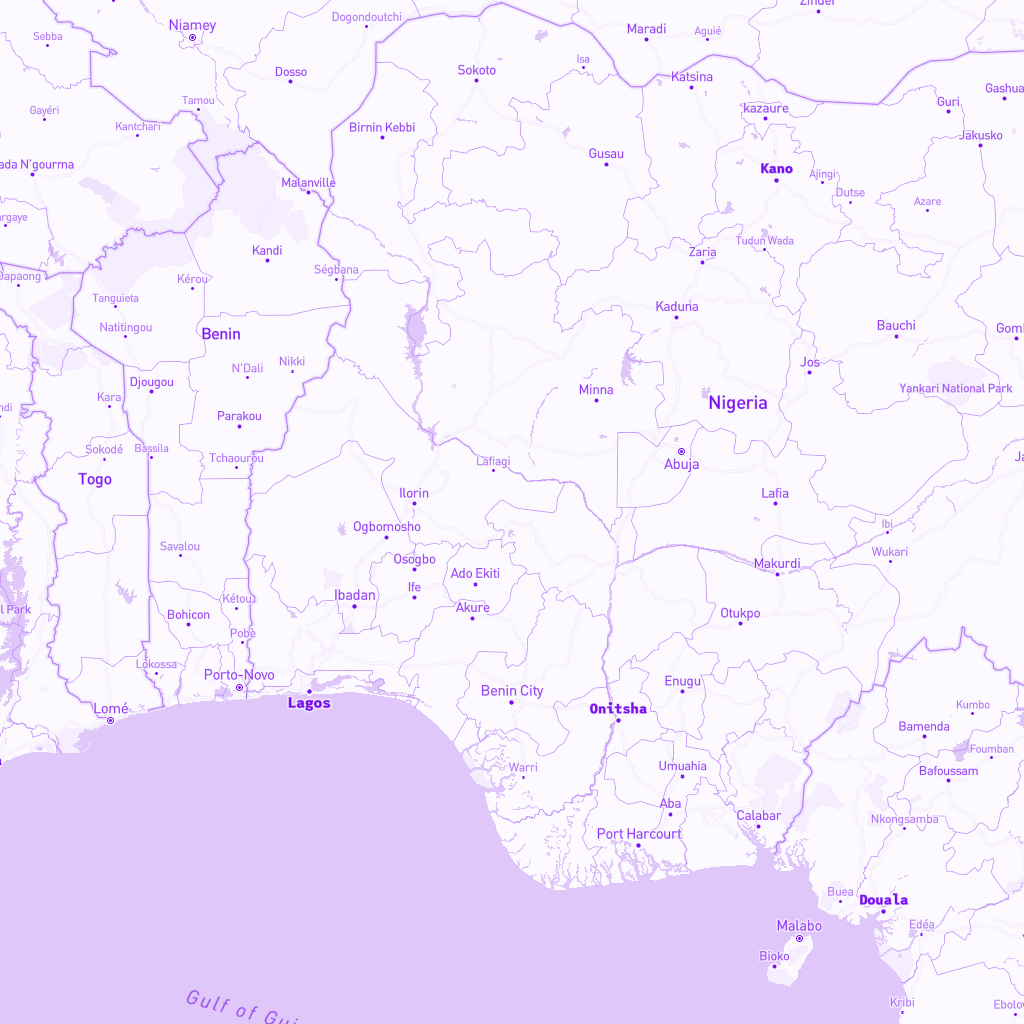 Zinder
Niamey
Dogondoutchi
Maradi
Aguié
Sebba
Isa
Dosso
Sokoto
Katsina
Gashua
Tamou
Guri
Gayéri
kazaure
Kantchari
Birnin Kebbi
Jakusko
ada N'gourma
Gusau
Kano
Ajingi
Malanville
Dutse
Azare
argaye
Tudun Wada
Kandi
Zaria
Ségbana
Dapaong
Kérou
Tanguieta
Kaduna
Natitingou
Benin
Bauchi
Gomb
Nikki
N'Dali
Jos
Djougou
Minna
Yankari National Park
Kara
Nigeria
ndi
Parakou
Sokodé
Bassila
Tchaourou
Lafiagi
Abuja
Ja
Togo
Ilorin
Lafia
Ogbomosho
Ibi
Savalou
Osogbo
Wukari
Ado Ekiti
Makurdi
Ife
Ibadan
Kétou
Akure
l Park
Bohicon
Otukpo
Pobè
Lokossa
Porto-Novo
Enugu
Benin City
Lagos
Onitsha
Lomé
Kumbo
Bamenda
Foumban
Warri
Umuahia
Bafoussam
Aba
Calabar
Nkongsamba
Port Harcourt
Buea
Douala
Malabo
Edéa
Bioko
Gulf of Gui
Kribi
Ebolow